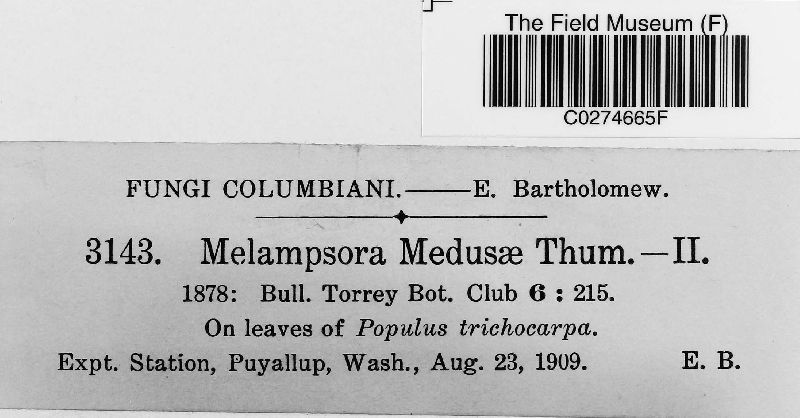 The Field Museum (F)
C0274665F
FUNGI COLUMBIANI.——E. Bartholomew.
3143. Melampsora Medusæ Thum.—II.
1878: Bull. Torrey Bot. Club 6 : 215.
On leaves of Populus trichocarpa.
Expt. Station, Puyallup, Wash., Aug. 23, 1909. E. B.